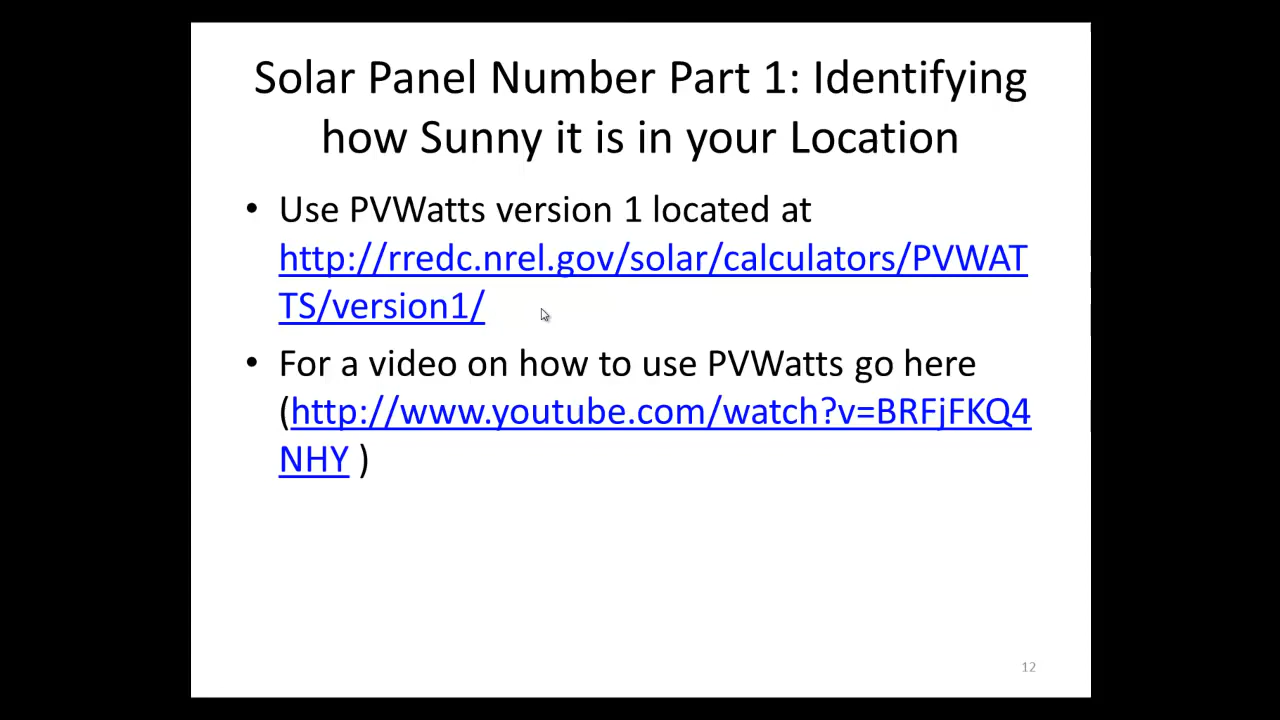 Solar Panel Number Part 1: Identifying
how Sunny it is in your Location
• Use PVWatts version 1 located at
http://rredc.nrel.gov/solar/calculators/PVWAT
TS/version1/
• For a video on how to use PVWatts go here
(http://www.youtube.com/watch?v=BRFjFKQ4
NHY )
12